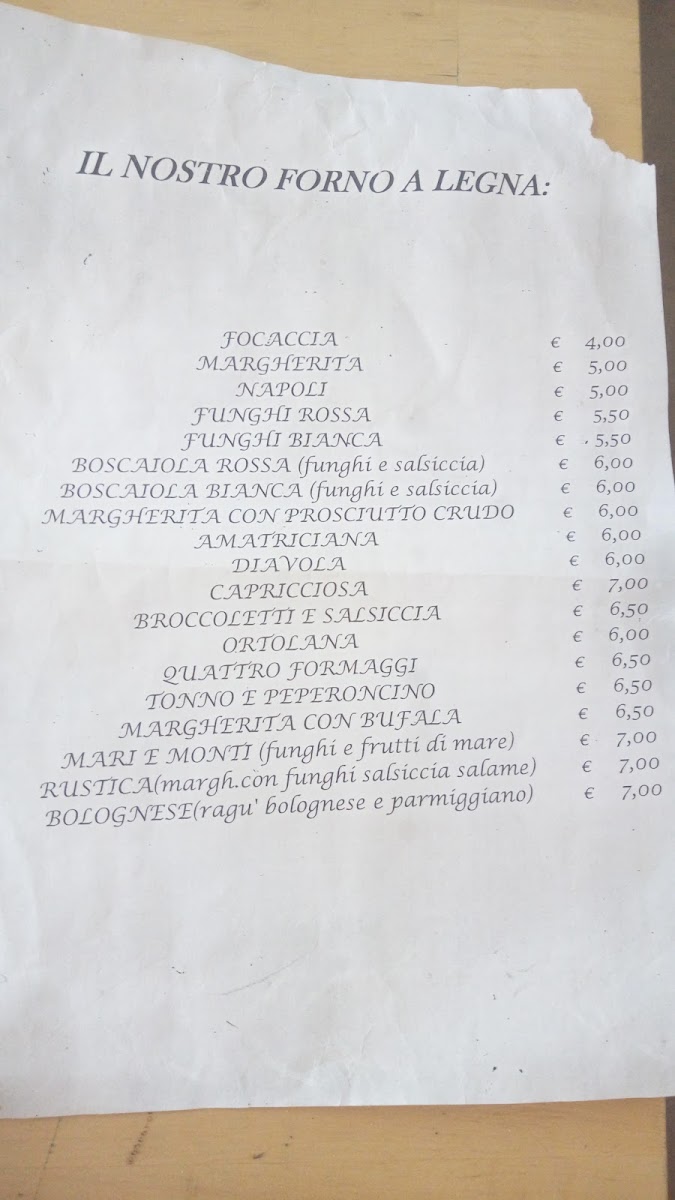 IL NOSTRO FORNO A LEGNA:
FOCACCIA € 4,00
MARGHERITA € 5,00
NAPOLI € 5,00
FUNGHI ROSSA € 5,50
FUNGHI BIANCA € 5,50
BOSCAIOLA ROSSA (funghi e salsiccia) € 6,00
BOSCAIOLA BIANCA (funghi e salsiccia) € 6,00
MARGHERITA CON PROSCIUTTO CRUDO € 6,00
AMATRICIANA € 6,00
DIAVOLA € 6,00
CAPRICCIOSA € 7,00
BROCCOLETTI E SALSICCIA € 6,50
ORTOLANA € 6,00
QUATTRO FORMAGGI € 6,50
TONNO E PEPERONCINO € 6,50
MARGHERITA CON BUFALA € 6,50
MARI E MONTI (funghi e frutti di mare) € 7,00
RUSTICA(margh.con funghi salsiccia salame) € 7,00
BOLOGNESE(ragu' bolognese e parmiggiano) € 7,00